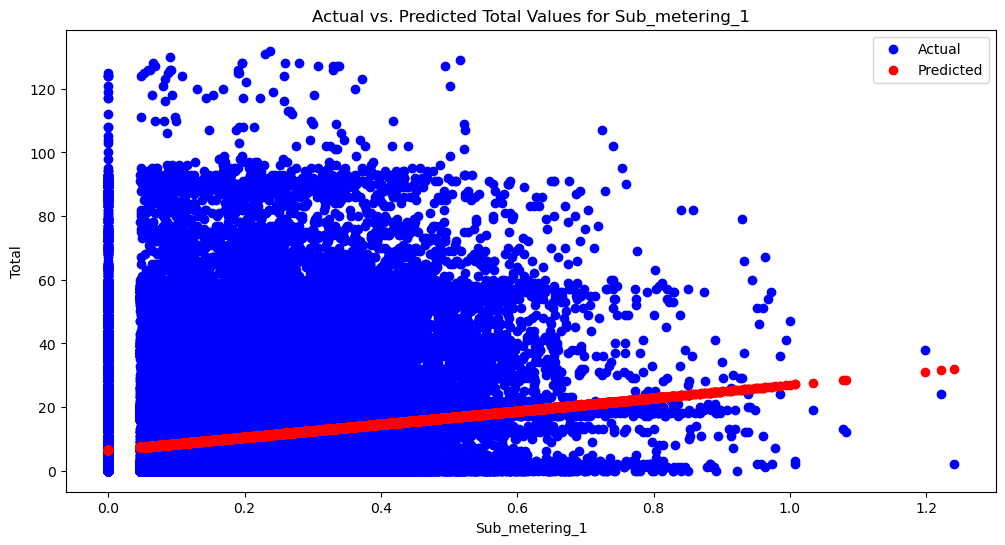 Actual vs. Predicted Total Values for Sub_metering_1
Actual
Predicted
120
100
80
60
40
20
0
Total
0.0 0.2 0.4 0.6 0.8 1.0 1.2
Sub_metering_1